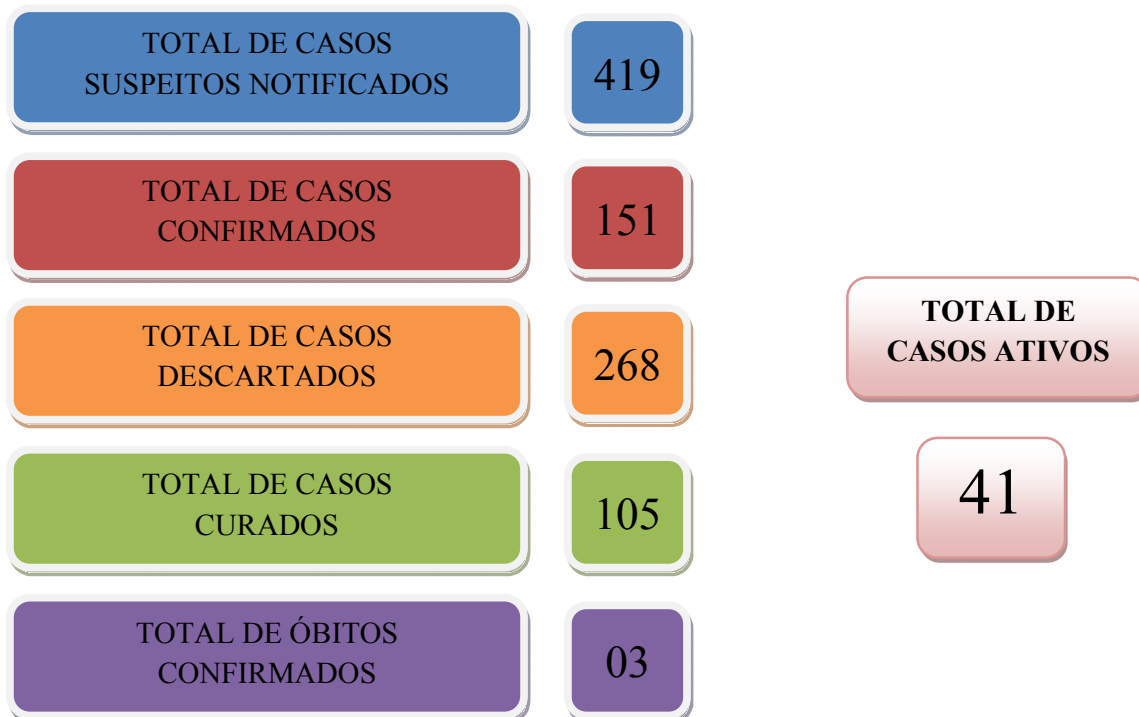 TOTAL DE CASOS
SUSPEITOS NOTIFICADOS
419
TOTAL DE CASOS
CONFIRMADOS
151
TOTAL DE CASOS
DESCARTADOS
268
TOTAL DE CASOS
CURADOS
105
TOTAL DE ÓBITOS
CONFIRMADOS
03
TOTAL DE
CASOS ATIVOS
41